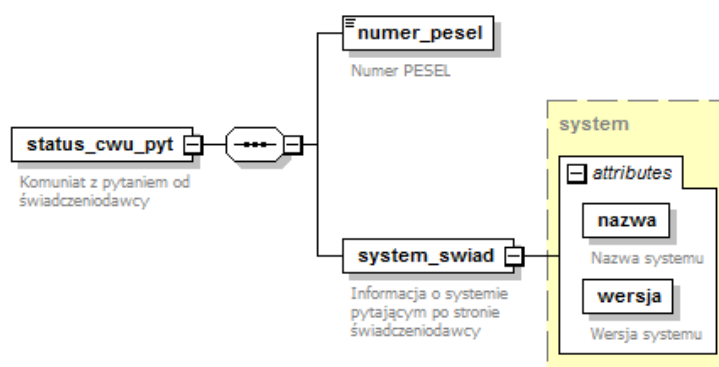 numer_pesel
Numer PESEL
status_cwu_pyt
Komuniat z pytaniem od
świadczeniodawcy
system_swiad
Informacja o systemie
pytającym po stronie
świadczeniodawcy
system
attributes
nazwa
Nazwa systemu
wersja
Wersja systemu